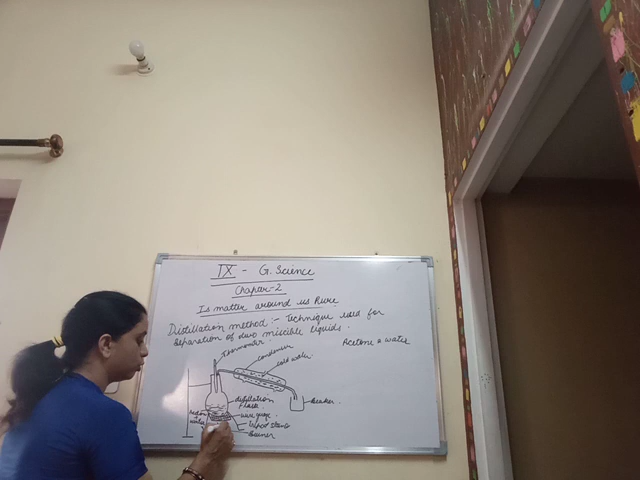 IX - G. Science
Chapter-2
Is matter around us Pure
Distillation method :- Technique used for
Separation of two miscible liquids.
Acetone & water
Thermometer
Condenser
cold water
distillation
flask
Beaker
wire gauze
Tripod stand
Burner